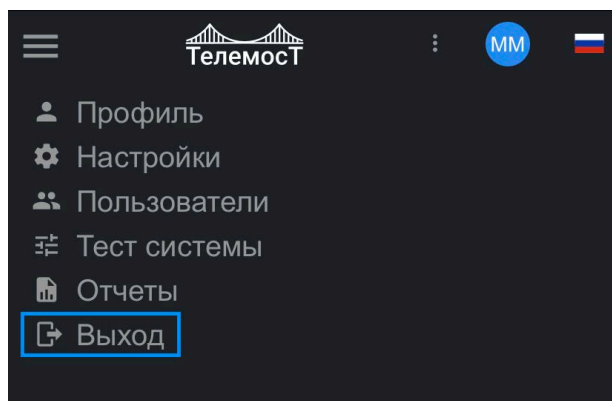 ТелемосТ
ММ
Профиль
Настройки
Пользователи
Тест системы
Отчеты
Выход